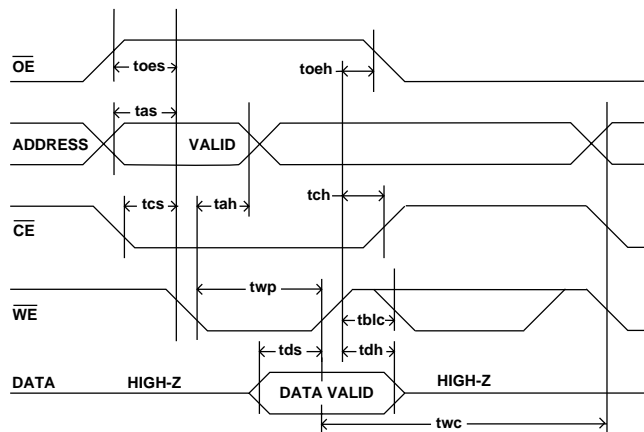 OE
toes
toeh
tas
ADDRESS
VALID
tcs
tah
tch
CE
twp
WE
tblc
tds
tdh
DATA
HIGH-Z
DATA VALID
HIGH-Z
twc